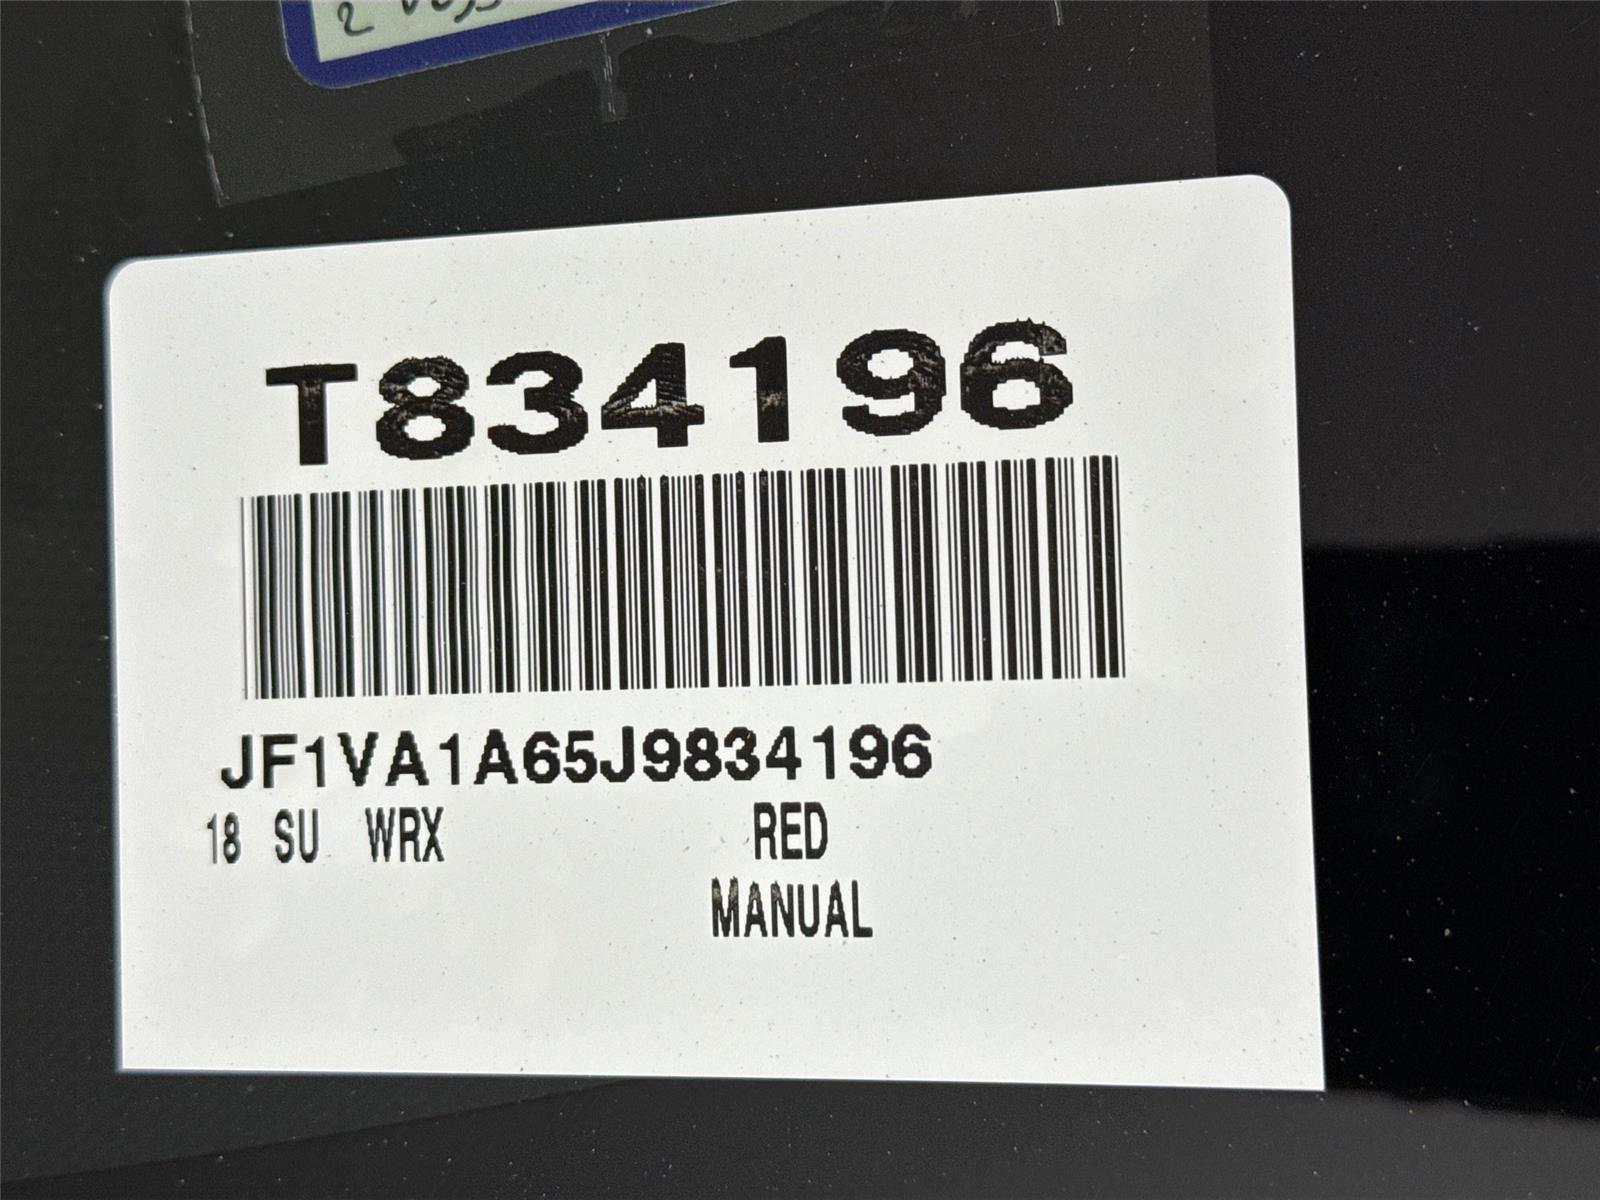 T834196
JF1VA1A65J9834196
18 SU WRX RED
MANUAL